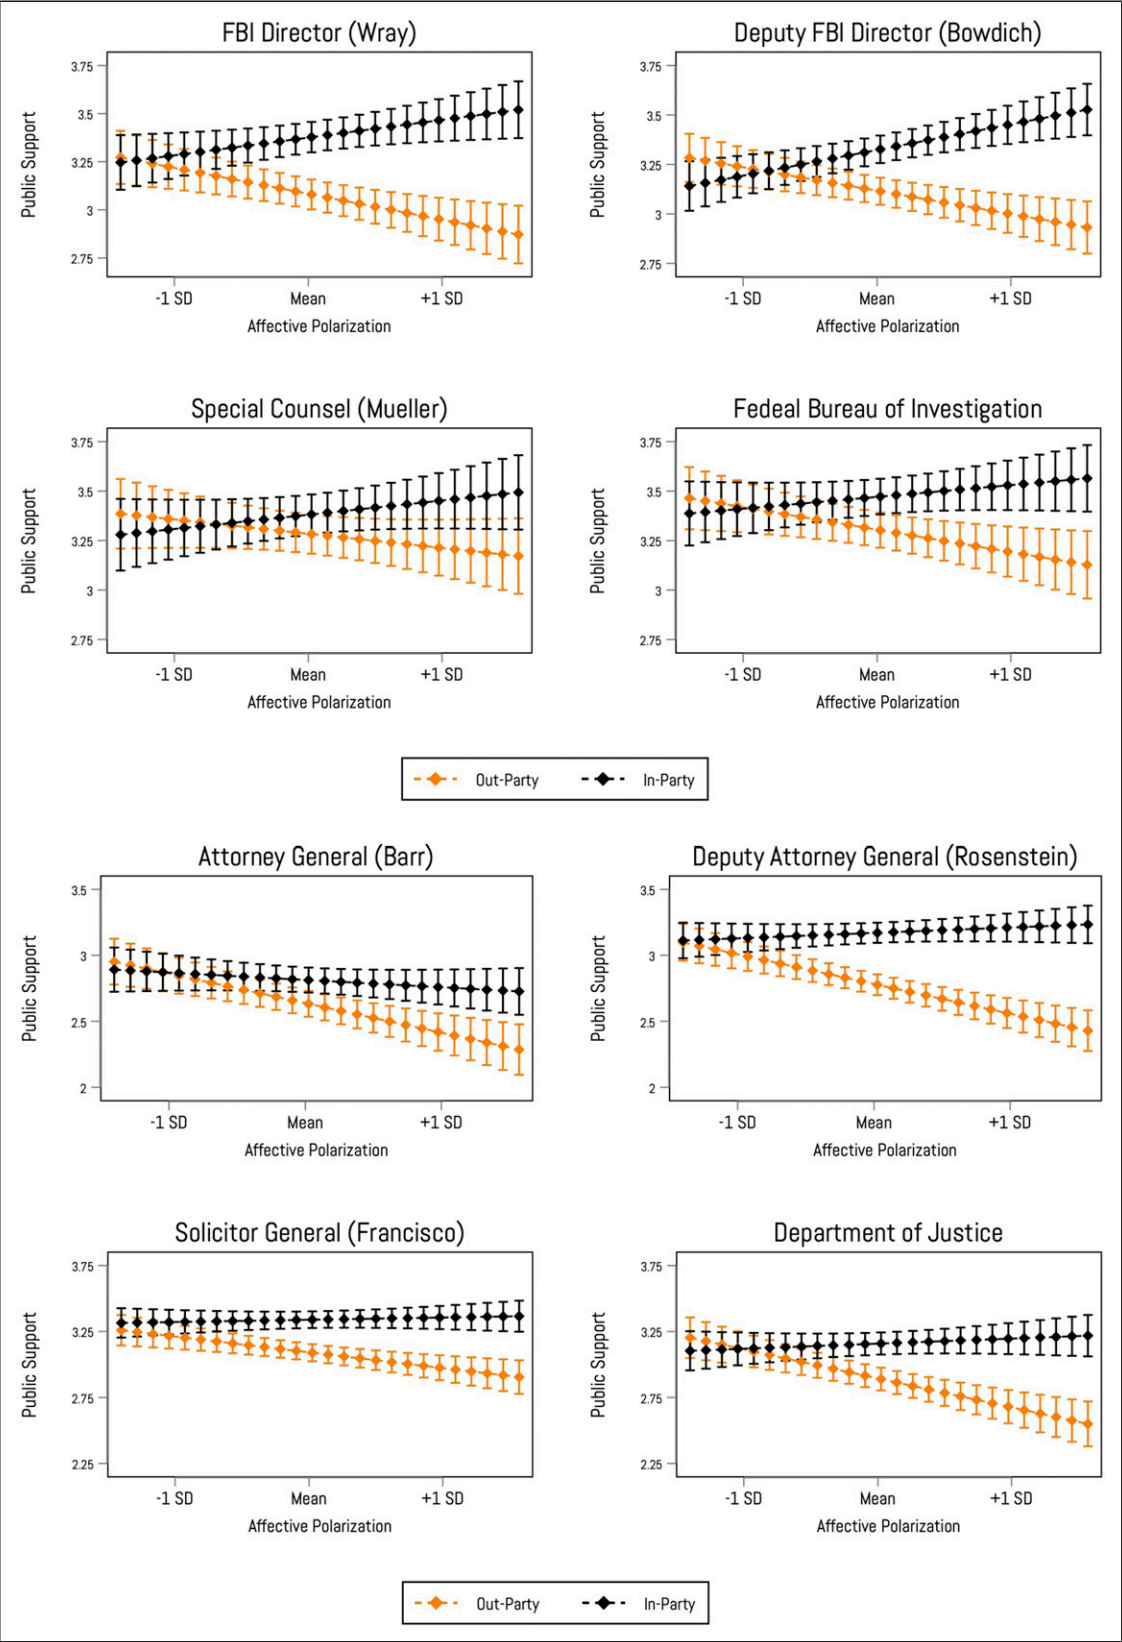 FBI Director (Wray)
3.75
3.5
3.25
3
2.75
Public Support
-1 SD Mean +1 SD
Affective Polarization
Deputy FBI Director (Bowdich)
3.75
3.5
3.25
3
2.75
Public Support
-1 SD Mean +1 SD
Affective Polarization
Special Counsel (Mueller)
3.75
3.5
3.25
3
2.75
Public Support
-1 SD Mean +1 SD
Affective Polarization
Fedeal Bureau of Investigation
3.75
3.5
3.25
3
2.75
Public Support
-1 SD Mean +1 SD
Affective Polarization
Out-Party In-Party
Attorney General (Barr)
3.5
3
2.5
2
Public Support
-1 SD Mean +1 SD
Affective Polarization
Deputy Attorney General (Rosenstein)
3.5
3
2.5
2
Public Support
-1 SD Mean +1 SD
Affective Polarization
Solicitor General (Francisco)
3.75
3.25
2.75
2.25
Public Support
-1 SD Mean +1 SD
Affective Polarization
Department of Justice
3.75
3.25
2.75
2.25
Public Support
-1 SD Mean +1 SD
Affective Polarization
Out-Party In-Party